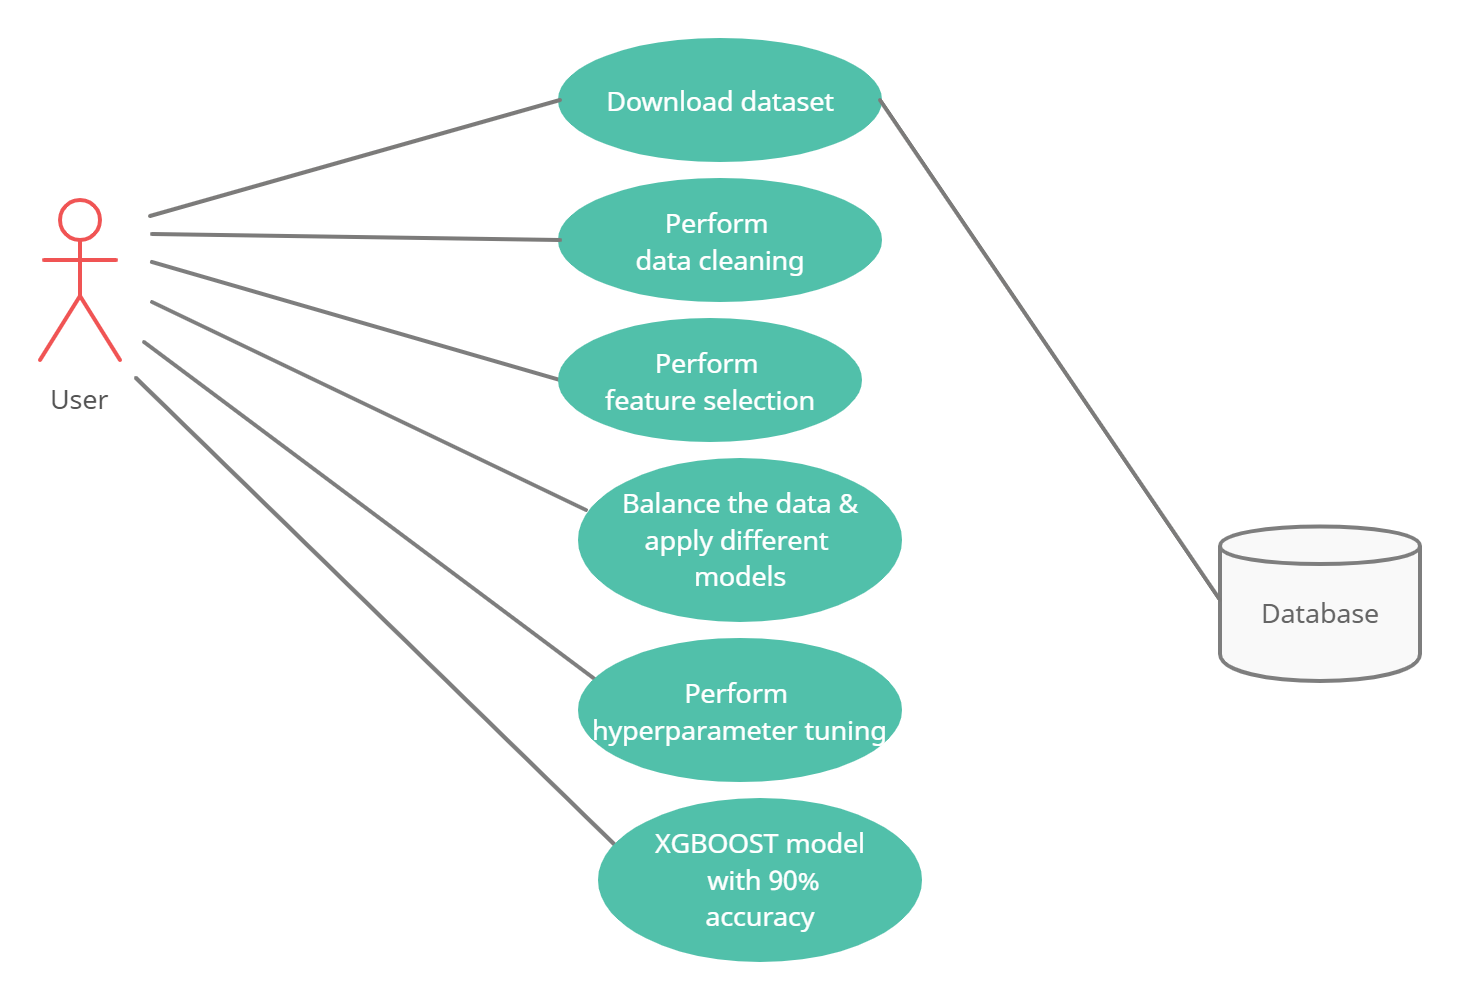 Download dataset
Perform
data cleaning
Perform
feature selection
User
Balance the data &
apply different
models
Database
Perform
hyperparameter tuning
XGBOOST model
with 90%
accuracy